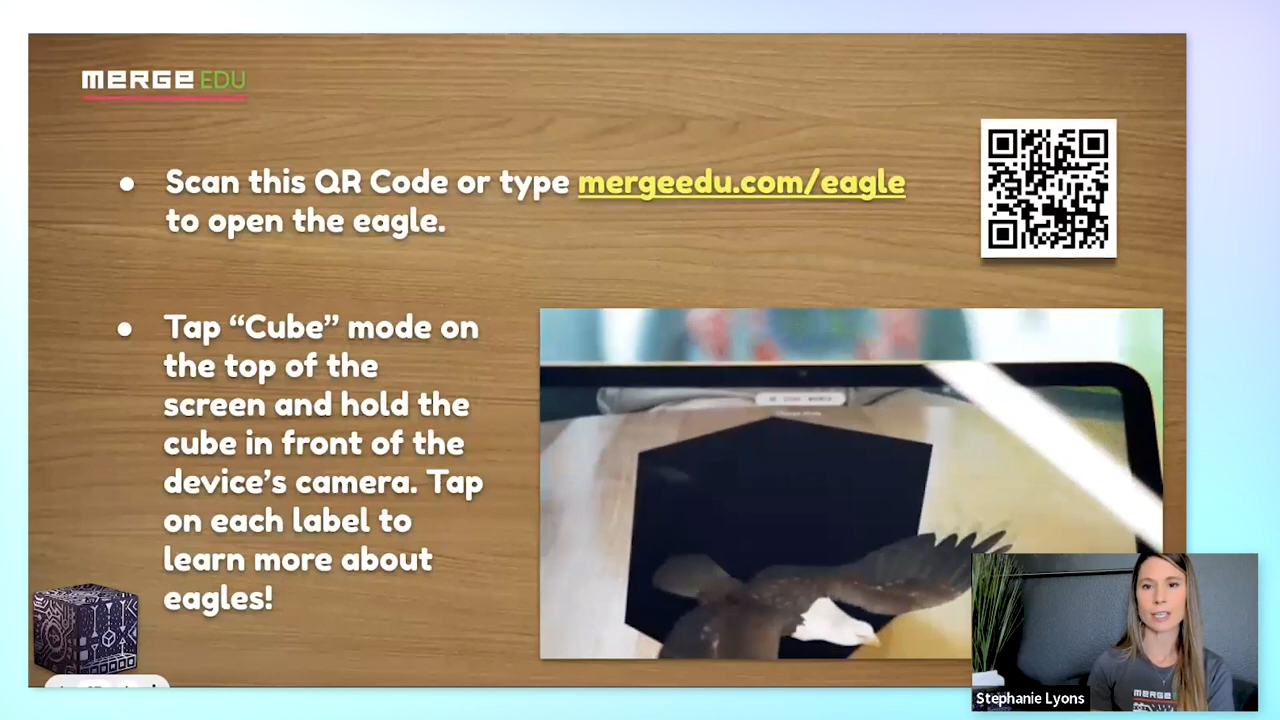 MERGE EDU
● Scan this QR Code or type mergeedu.com/eagle
to open the eagle.
● Tap “Cube” mode on
the top of the
screen and hold the
cube in front of the
device’s camera. Tap
on each label to
learn more about
eagles!
Stephanie Lyons
MERGE